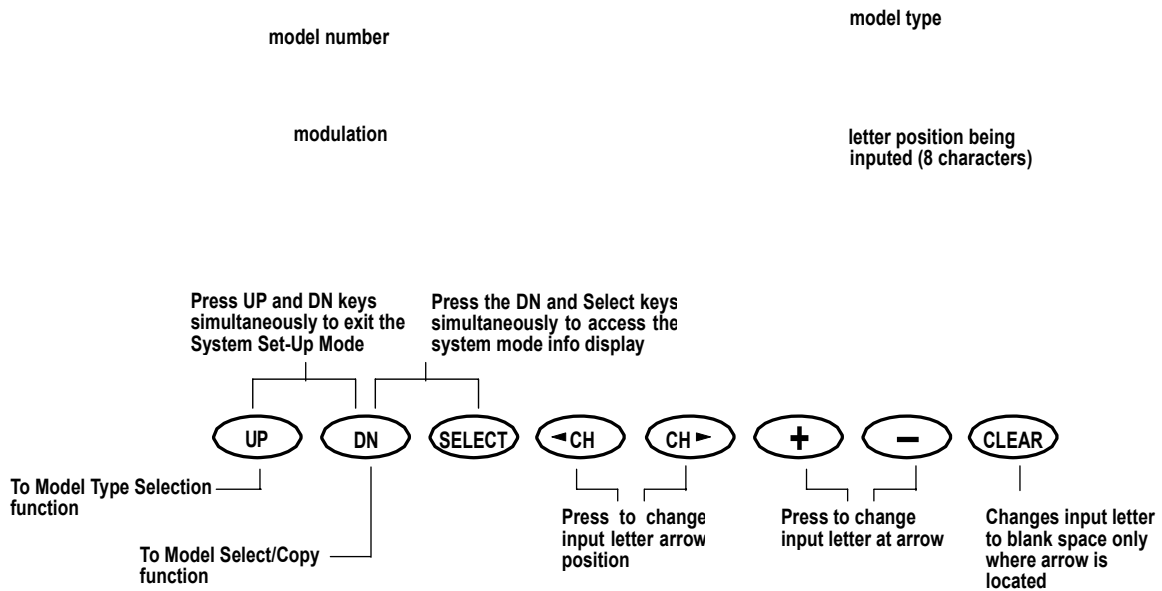 model type
model number
modulation
letter position being
inputed (8 characters)
Press UP and DN keys
simultaneously to exit the
System Set-Up Mode
Press the DN and Select keys
simultaneously to access the
system mode info display
UP
DN
SELECT
◄CH
CH►
+
−
CLEAR
To Model Type Selection
function
To Model Select/Copy
function
Press to change
input letter arrow
position
Press to change
input letter at arrow
Changes input letter
to blank space only
where arrow is
located